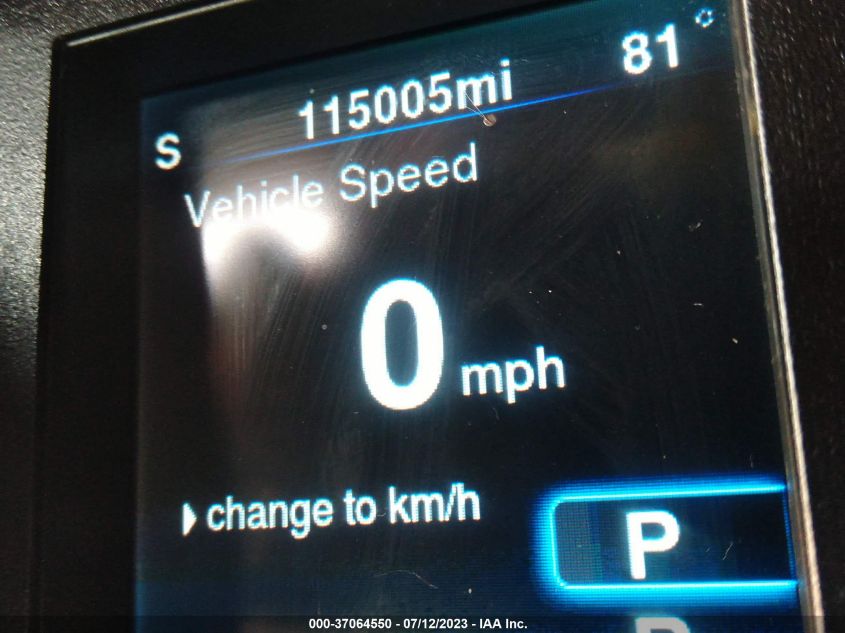 115005mi 81°
S
Vehicle Speed
0 mph
change to km/h
P
000-37064550 - 07/12/2023 - IAA Inc.